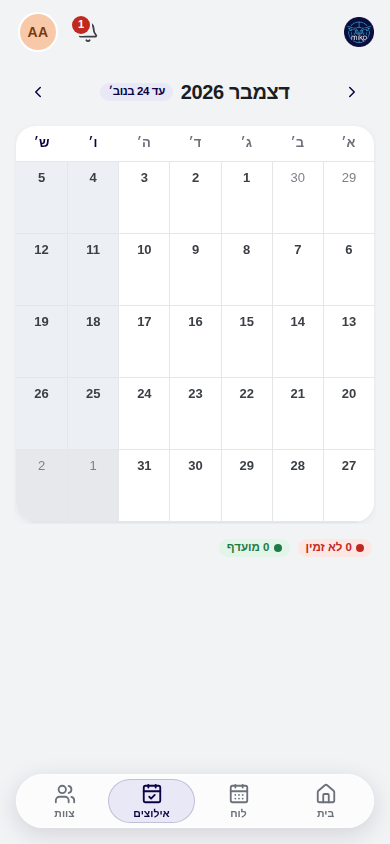 miko
1
AA
דצמבר 2026
עד 24 בנוב׳
א׳ ב׳ ג׳ ד׳ ה׳ ו׳ ש׳
29 30 1 2 3 4 5
6 7 8 9 10 11 12
13 14 15 16 17 18 19
20 21 22 23 24 25 26
27 28 29 30 31 1 2
0 לא זמין
0 מועדף
בית
לוח
אילוצים
צוות